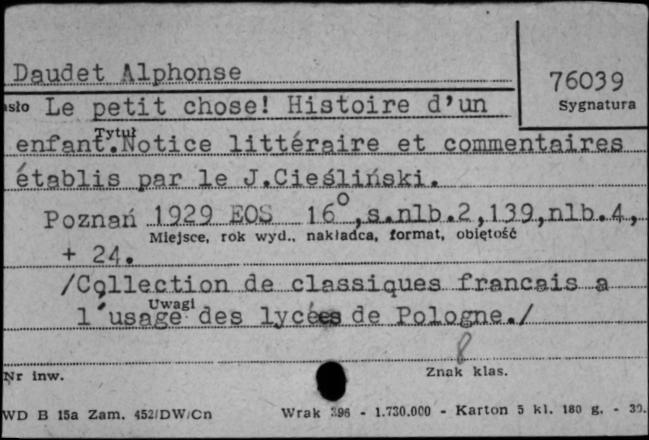 Daudet Alphonse
76039
Sygnatura
asło Le petit chose! Histoire d'un
Tytuł
enfant.Notice littéraire et commentaires
établis par le J.Cieśliński.
Poznań 1929 EOS 16°,s.nlb.2,139,nlb.4,
Miejsce, rok wyd., nakładca, format, objętość
+ 24.
/Collection de classiques francais a
Uwagi
l'usage des lycées de Pologne./
8
Nr inw.
Znak klas.
WD B 15a Zam. 452/DW/Cn
Wrak 396 - 1.730.000 - Karton 5 kl. 180 g. - 30.